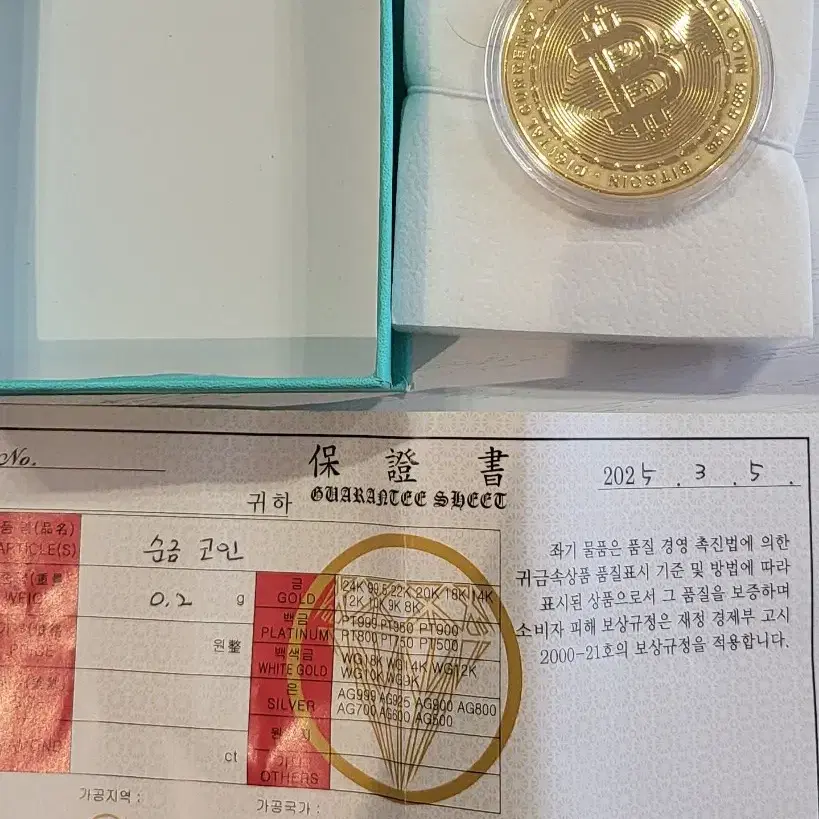 BITCOIN · DIGITAL CURRENCY
No.
保 證 書
GUARANTEE SHEET
귀하
2025 . 3 . 5 .
(品名)
ARTICLE(S)
순금 코인
0.2 g
原整
ct
금
GOLD
24K 99.5 22K 20K 18K 14K
12K 10K 9K 8K
백금
PLATINUM
PT999 PT950 PT900
PT800 PT750 PT500
백색금
WHITE GOLD
WG18K WG14K WG12K
WG10K WG9K
은
SILVER
AG999 AG925 AG900 AG800
AG700 AG600 AG500
OTHERS
가공지역 :
가공국가 :
좌기 물품은 품질 경영 촉진법에 의한
귀금속상품 품질표시 기준 및 방법에 따라
표시된 상품으로서 그 품질을 보증하며
소비자 피해 보상규정은 재정 경제부 고시
2000-21호의 보상규정을 적용합니다.